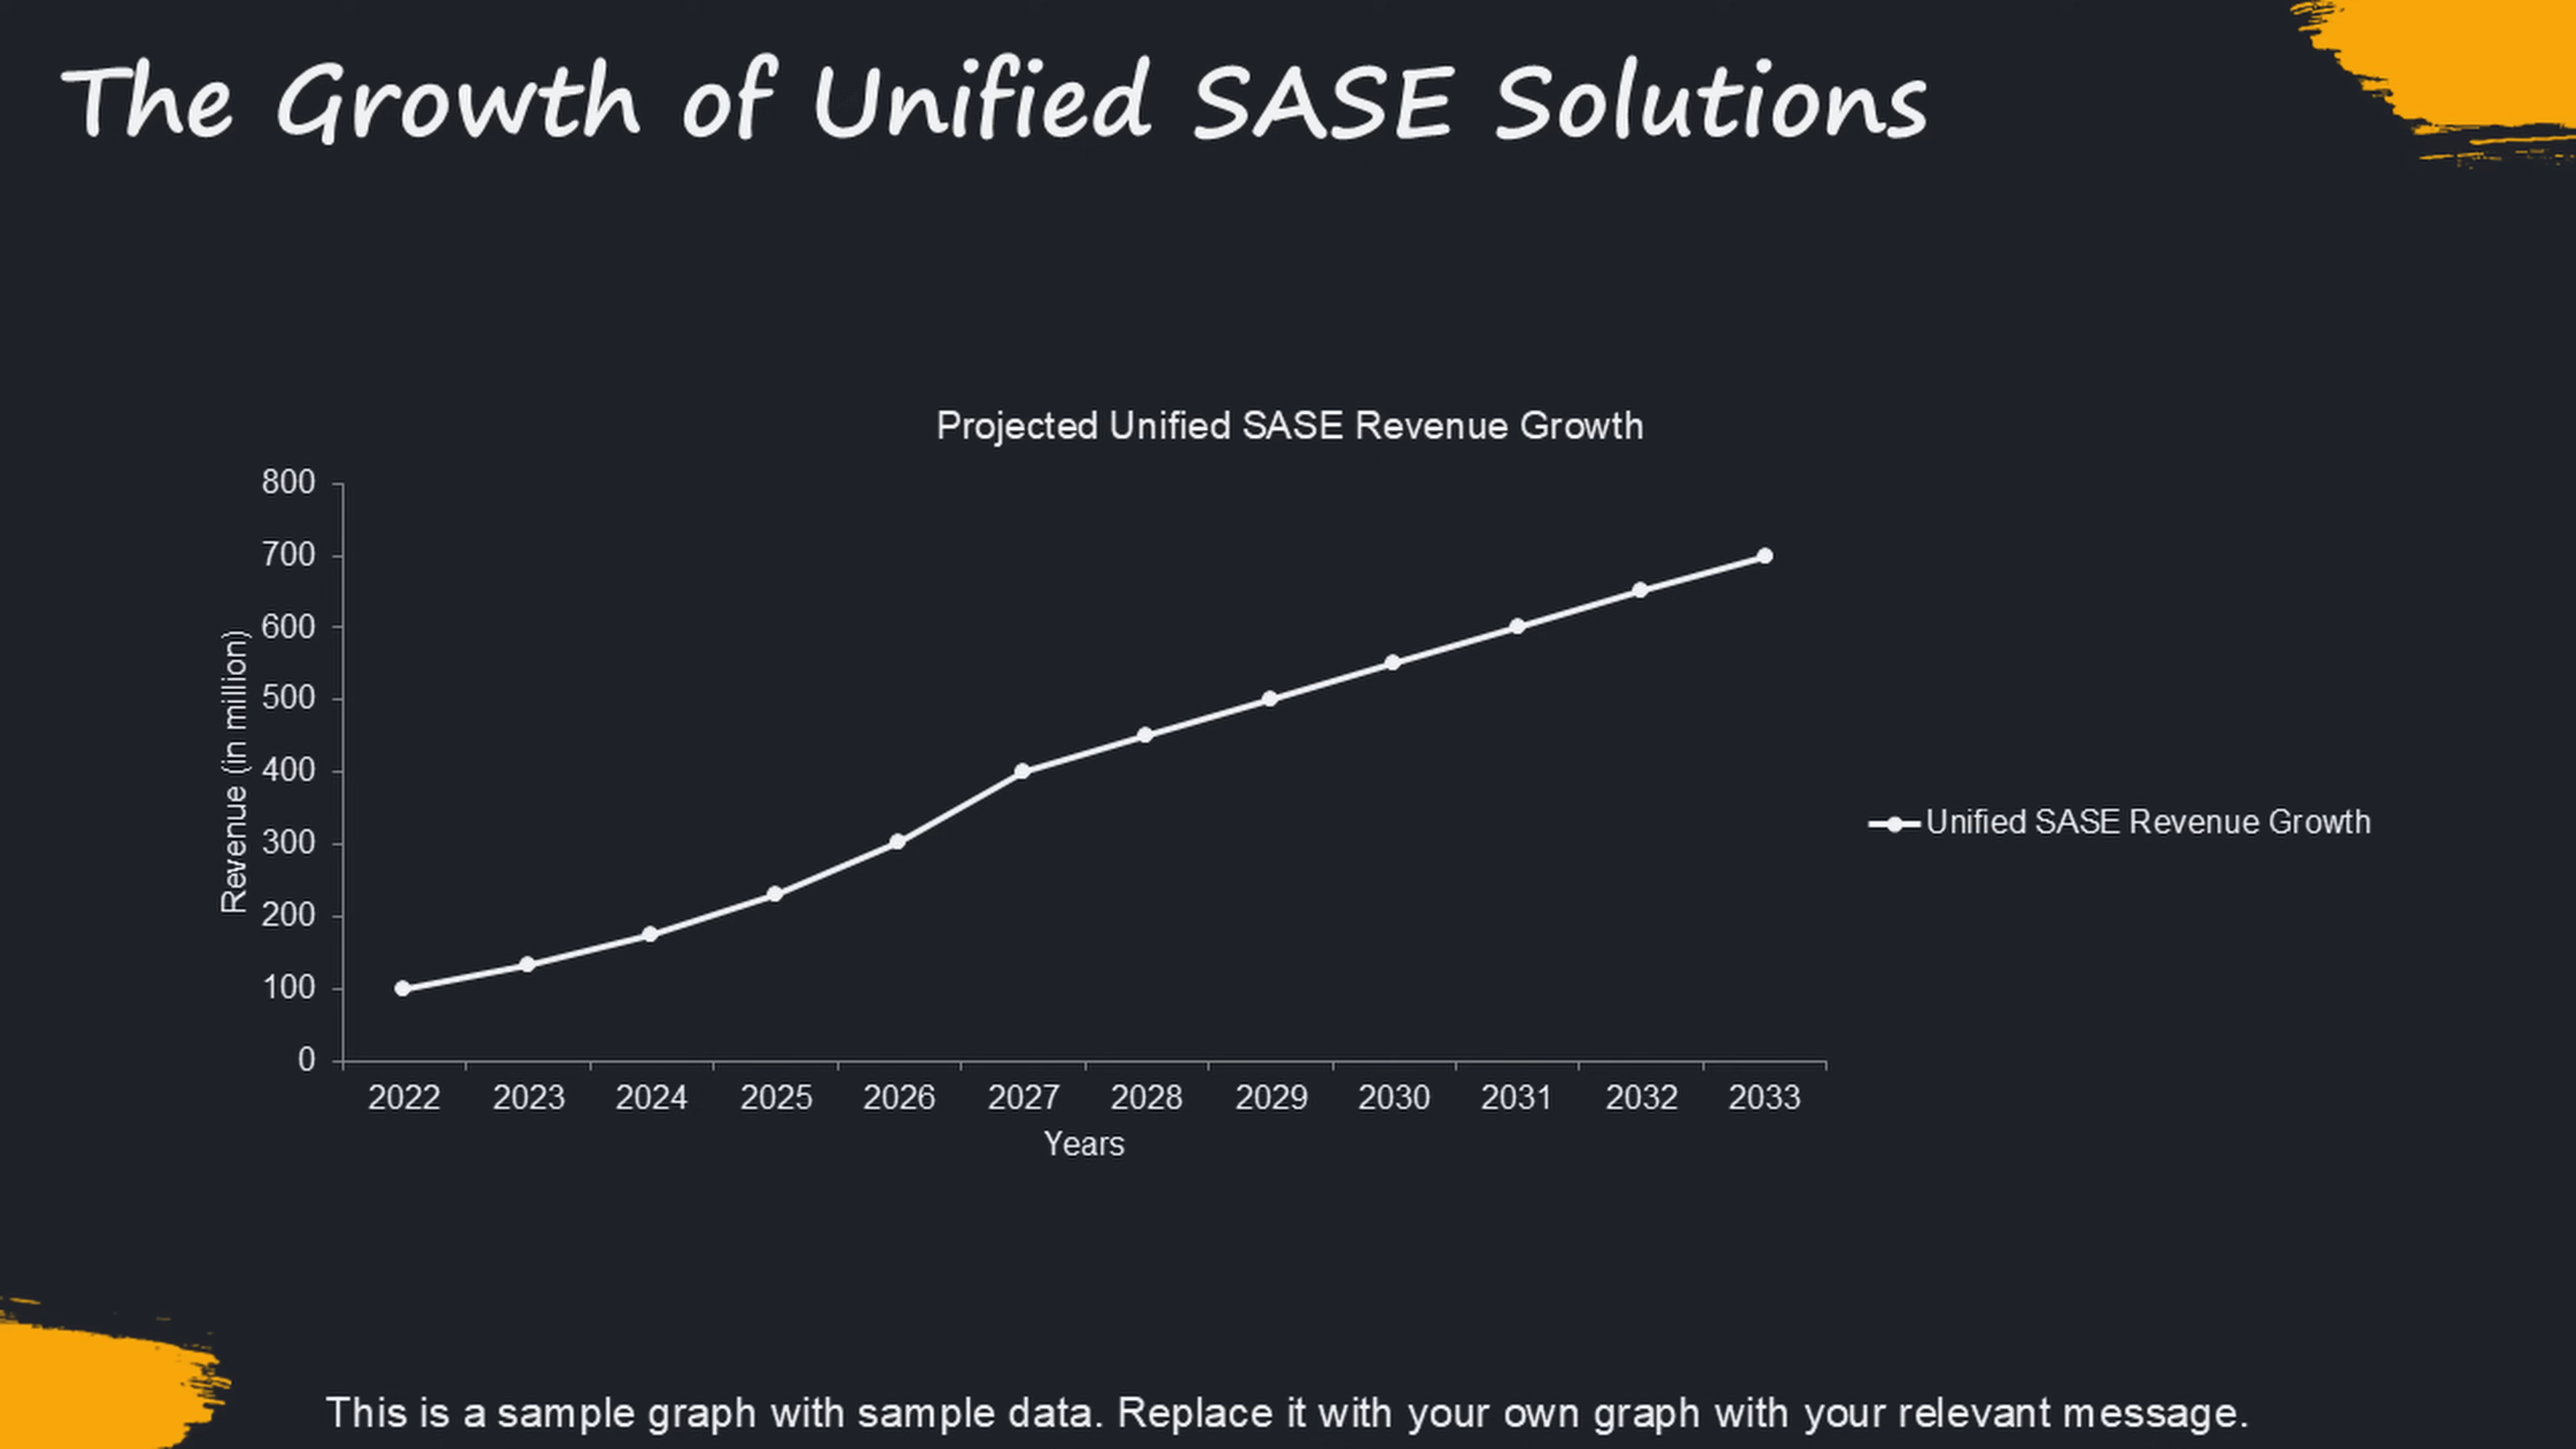 The Growth of Unified SASE Solutions
Projected Unified SASE Revenue Growth
800
700
600
500
400
300
200
100
0
Revenue (in million)
2022 2023 2024 2025 2026 2027 2028 2029 2030 2031 2032 2033
Years
Unified SASE Revenue Growth
This is a sample graph with sample data. Replace it with your own graph with your relevant message.